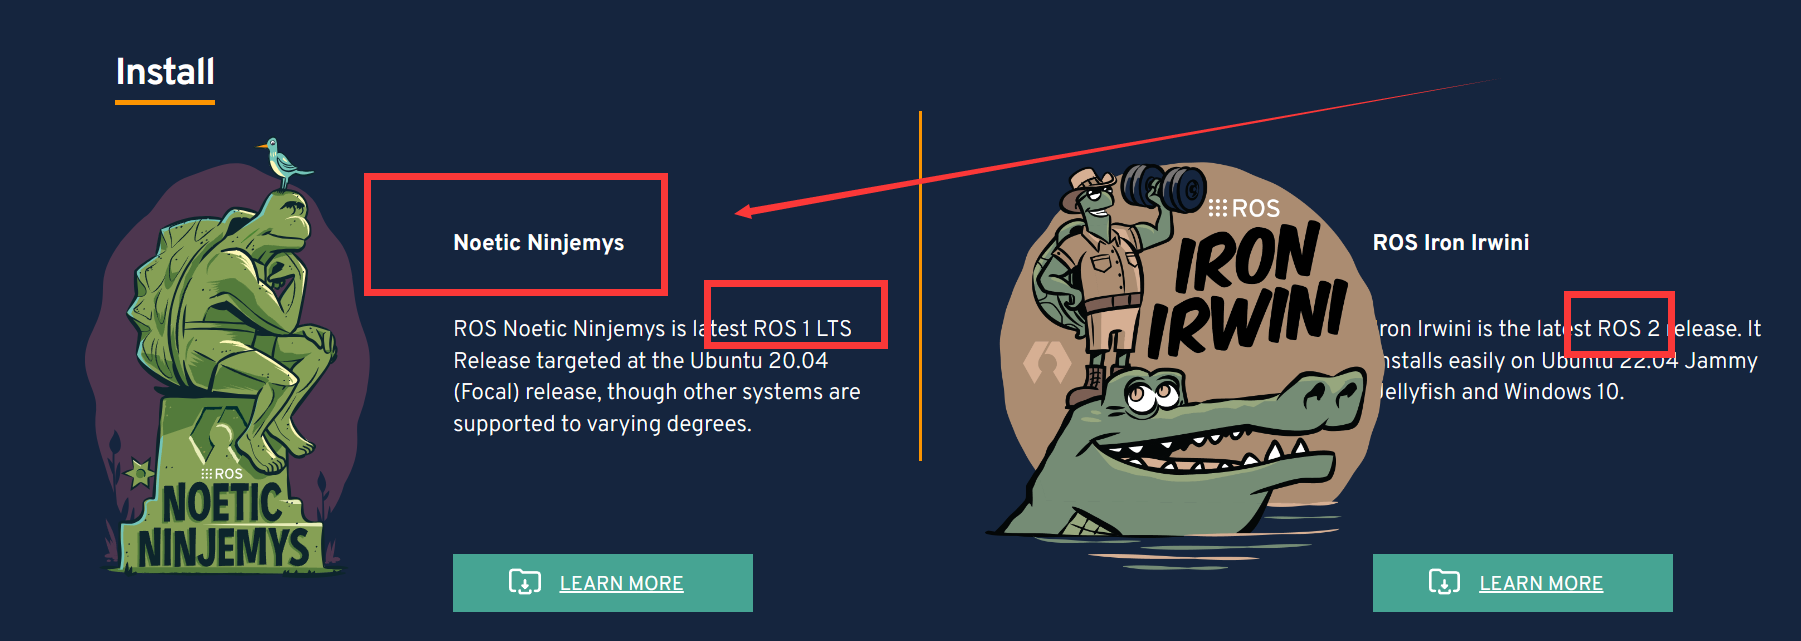 Install
Noetic Ninjemys
ROS Noetic Ninjemys is latest ROS 1 LTS
Release targeted at the Ubuntu 20.04
(Focal) release, though other systems are
supported to varying degrees.
ROS
NOETIC
NINJEMYS
LEARN MORE
ROS
IRON
IRWINI
ROS Iron Irwini
Iron Irwini is the latest ROS 2 release. It
installs easily on Ubuntu 22.04 Jammy
Jellyfish and Windows 10.
LEARN MORE